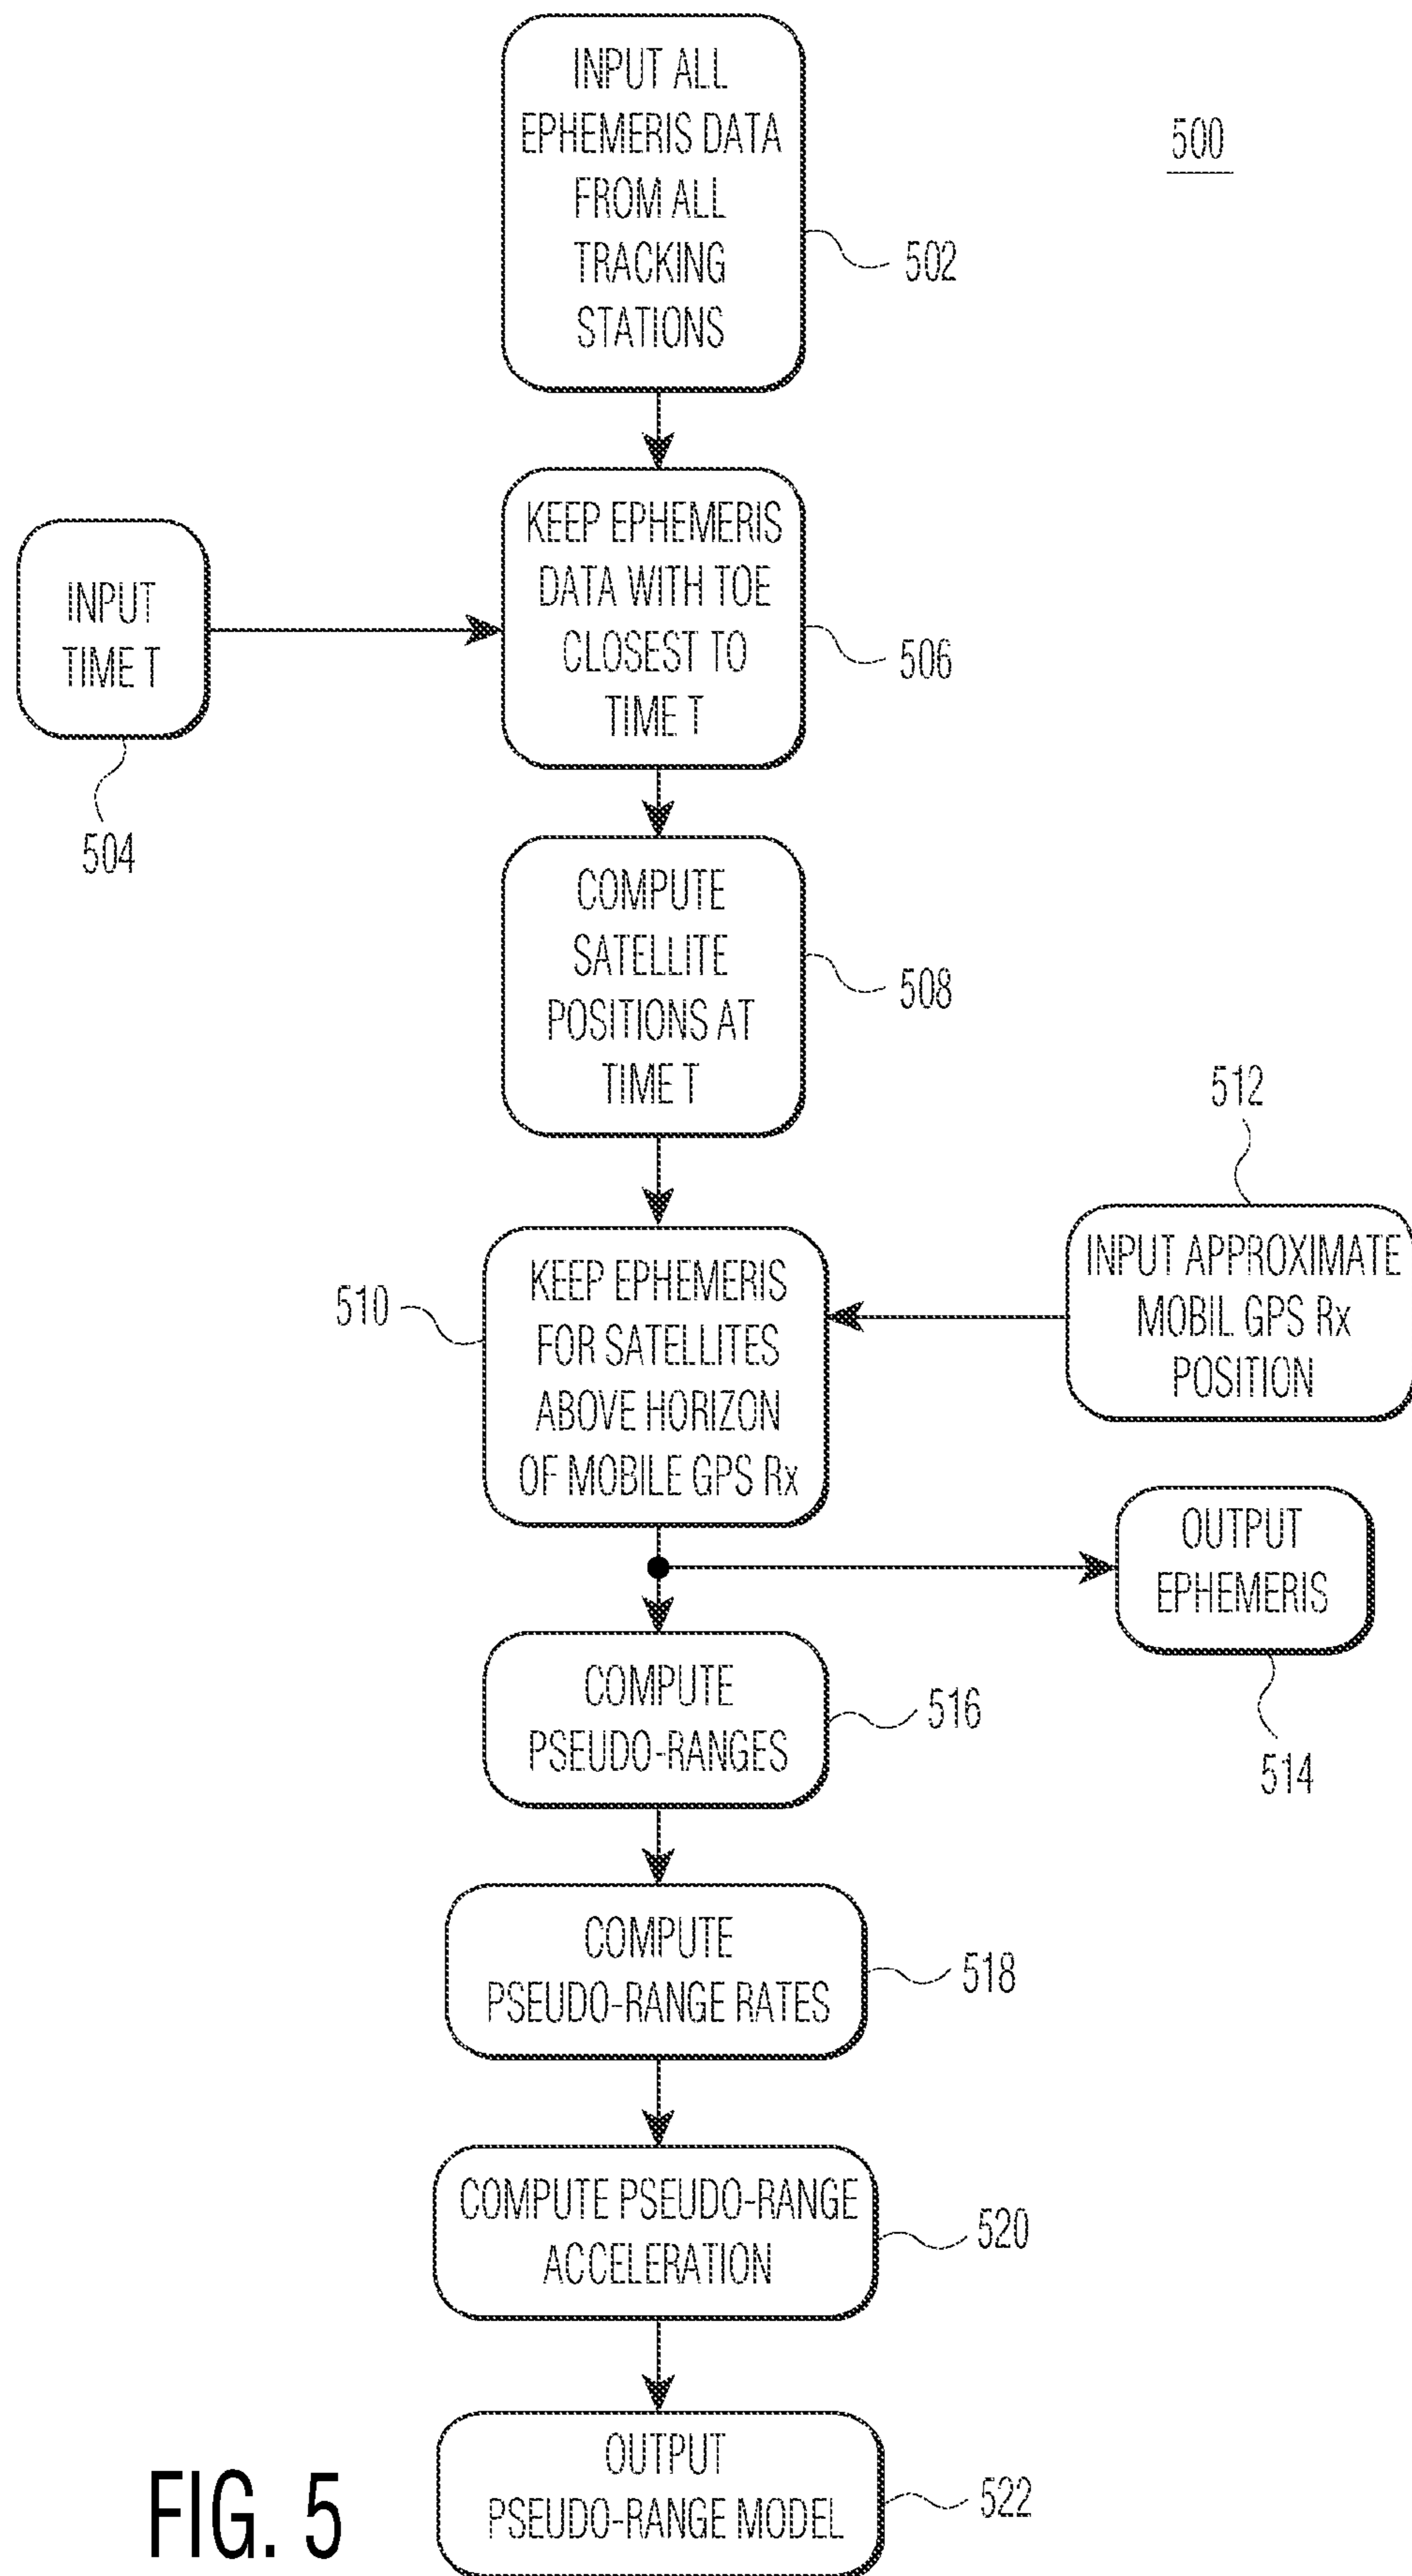 INPUT ALL
EPHEMERIS DATA
FROM ALL
TRACKING
STATIONS
500
502
INPUT
TIME T
504
KEEP EPHEMERIS
DATA WITH TOE
CLOSEST TO
TIME T
506
COMPUTE
SATELLITE
POSITIONS AT
TIME T
508
512
510
KEEP EPHEMERIS
FOR SATELLITES
ABOVE HORIZON
OF MOBILE GPS Rx
INPUT APPROXIMATE
MOBIL GPS Rx
POSITION
OUTPUT
EPHEMERIS
514
COMPUTE
PSEUDO-RANGES
516
COMPUTE
PSEUDO-RANGE RATES
518
COMPUTE PSEUDO-RANGE
ACCELERATION
520
OUTPUT
PSEUDO-RANGE MODEL
522
FIG. 5